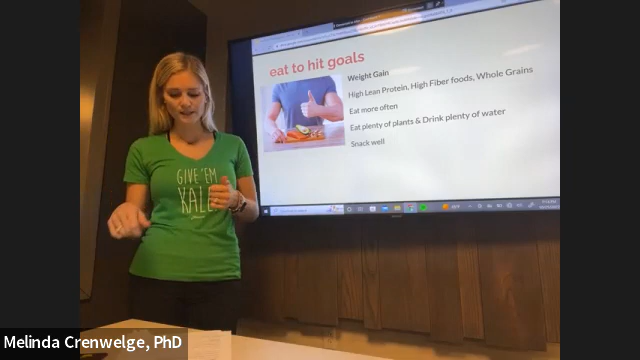 eat to hit goals
Weight Gain
High Lean Protein, High Fiber foods, Whole Grains
Eat more often
Eat plenty of plants & Drink plenty of water
Snack well
GIVE 'EM
KALE
Melinda Crenwelge, PhD